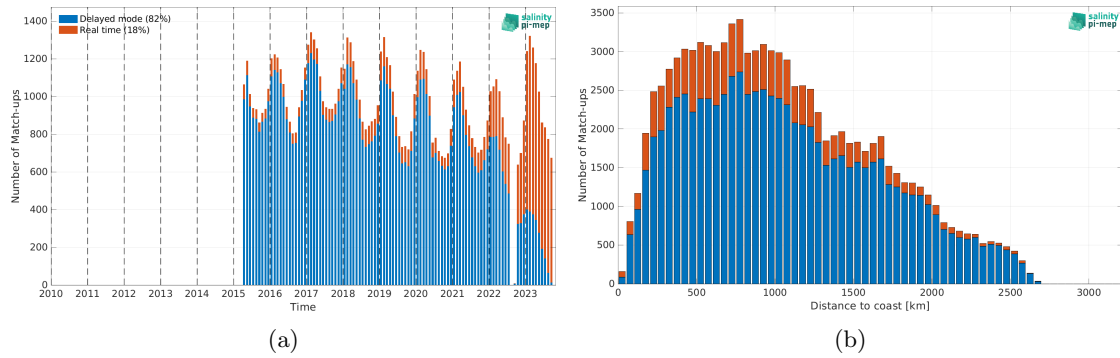 1400
1200
1000
800
600
400
200
0
Number of Match-ups
Delayed mode (82%)
Real time (18%)
salinity
pi-mep
2010 2011 2012 2013 2014 2015 2016 2017 2018 2019 2020 2021 2022 2023
Time
(a)
3500
3000
2500
2000
1500
1000
500
0
Number of Match-ups
salinity
pi-mep
0 500 1000 1500 2000 2500 3000
Distance to coast [km]
(b)